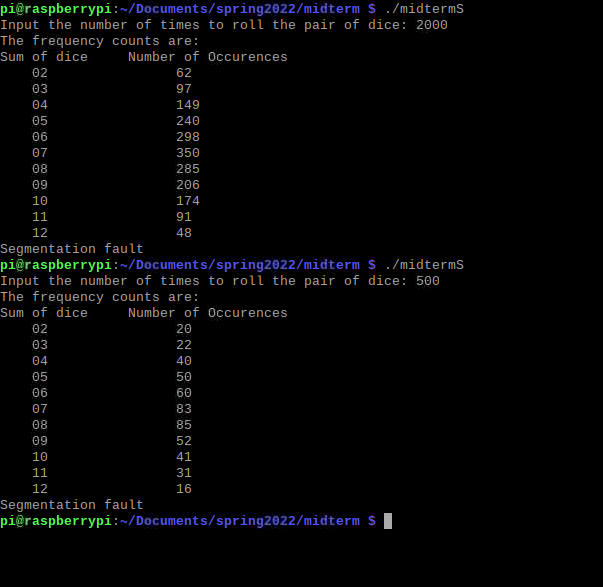 pi@raspberrypi:~/Documents/spring2022/midterm $ ./midtermS
Input the number of times to roll the pair of dice: 2000
The frequency counts are:
Sum of dice     Number of Occurences
    02                62
    03                97
    04                149
    05                240
    06                298
    07                350
    08                285
    09                206
    10                174
    11                91
    12                48
Segmentation fault
pi@raspberrypi:~/Documents/spring2022/midterm $ ./midtermS
Input the number of times to roll the pair of dice: 500
The frequency counts are:
Sum of dice     Number of Occurences
    02                20
    03                22
    04                40
    05                50
    06                60
    07                83
    08                85
    09                52
    10                41
    11                31
    12                16
Segmentation fault
pi@raspberrypi:~/Documents/spring2022/midterm $